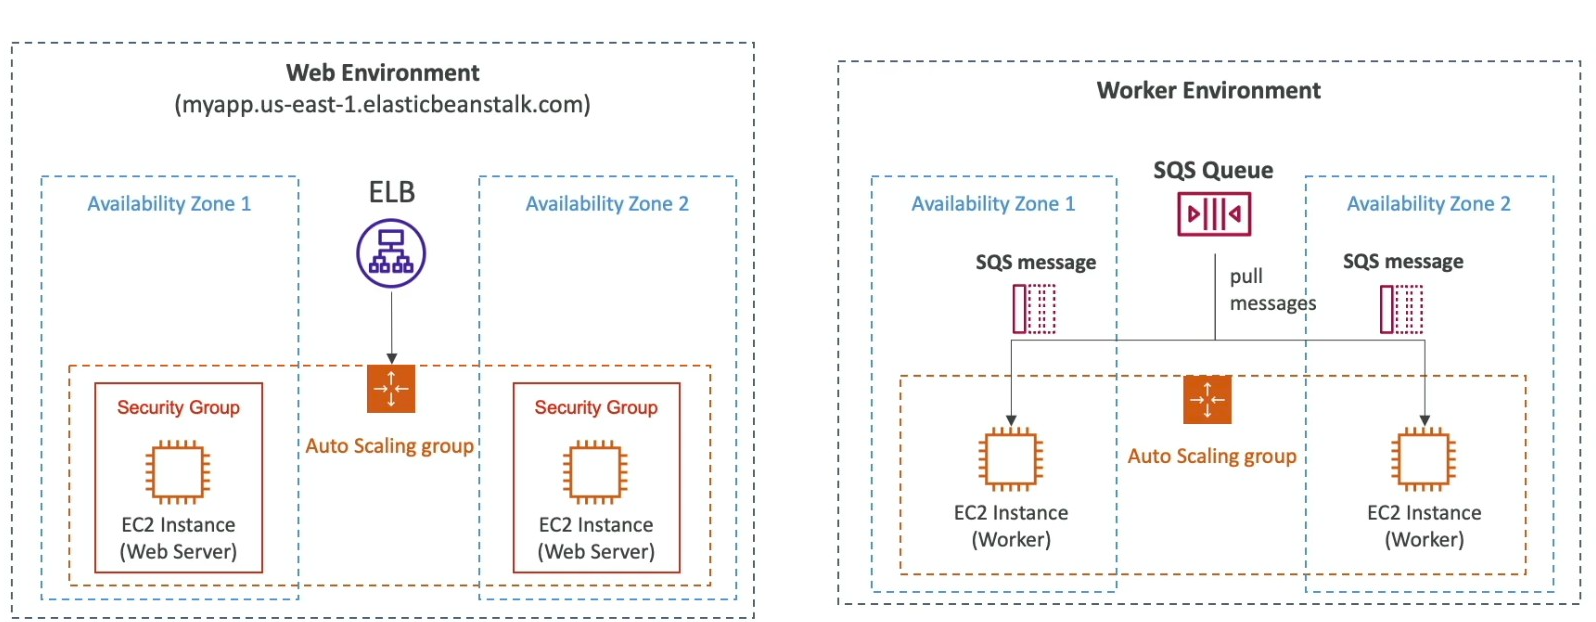 Web Environment
(myapp.us-east-1.elasticbeanstalk.com)
Availability Zone 1
ELB
Availability Zone 2
Security Group
Security Group
Auto Scaling group
EC2 Instance
(Web Server)
EC2 Instance
(Web Server)
Worker Environment
SQS Queue
Availability Zone 1
Availability Zone 2
SQS message
SQS message
pull
messages
Auto Scaling group
EC2 Instance
(Worker)
EC2 Instance
(Worker)